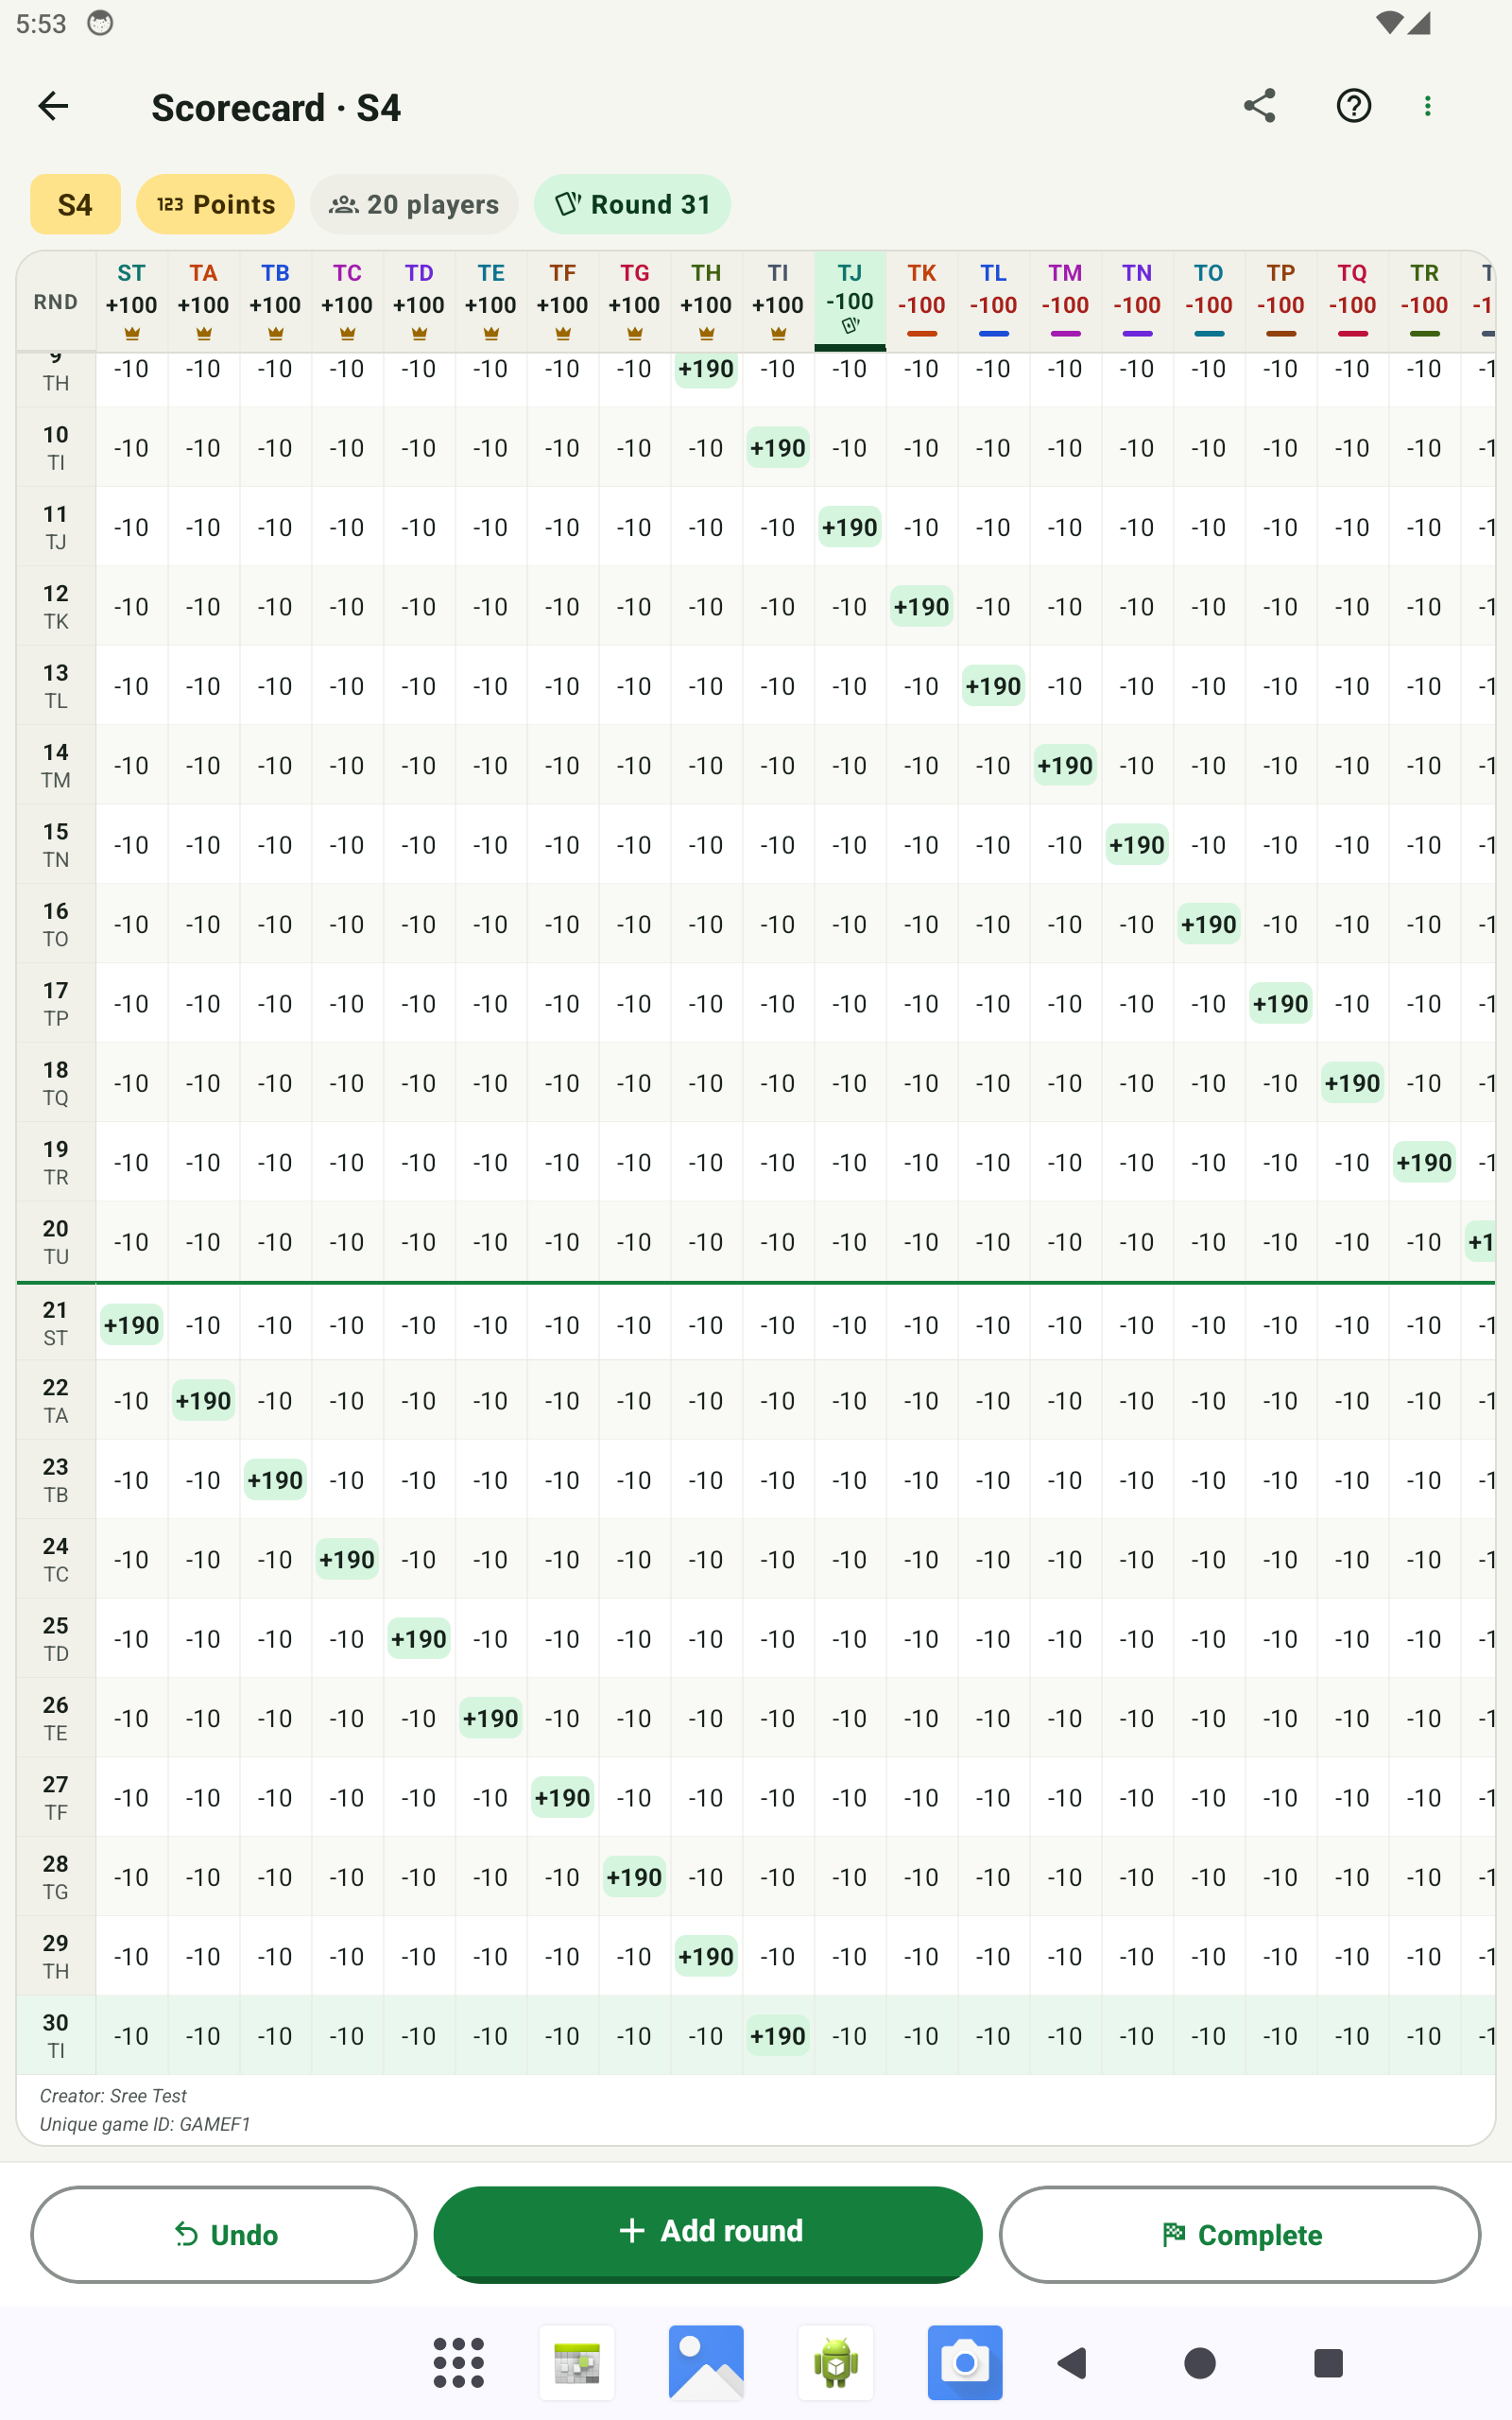 5:53
Scorecard · S4
S4 123 Points 20 players Round 31
RND ST TA TB TC TD TE TF TG TH TI TJ TK TL TM TN TO TP TQ TR T
+100 +100 +100 +100 +100 +100 +100 +100 +100 +100 -100 -100 -100 -100 -100 -100 -100 -100 -100 -1
9 TH -10 -10 -10 -10 -10 -10 -10 -10 +190 -10 -10 -10 -10 -10 -10 -10 -10 -10 -10 -1
10 TI -10 -10 -10 -10 -10 -10 -10 -10 -10 +190 -10 -10 -10 -10 -10 -10 -10 -10 -10 -1
11 TJ -10 -10 -10 -10 -10 -10 -10 -10 -10 -10 +190 -10 -10 -10 -10 -10 -10 -10 -10 -1
12 TK -10 -10 -10 -10 -10 -10 -10 -10 -10 -10 -10 +190 -10 -10 -10 -10 -10 -10 -10 -1
13 TL -10 -10 -10 -10 -10 -10 -10 -10 -10 -10 -10 -10 +190 -10 -10 -10 -10 -10 -10 -1
14 TM -10 -10 -10 -10 -10 -10 -10 -10 -10 -10 -10 -10 -10 +190 -10 -10 -10 -10 -10 -1
15 TN -10 -10 -10 -10 -10 -10 -10 -10 -10 -10 -10 -10 -10 -10 +190 -10 -10 -10 -10 -1
16 TO -10 -10 -10 -10 -10 -10 -10 -10 -10 -10 -10 -10 -10 -10 -10 +190 -10 -10 -10 -1
17 TP -10 -10 -10 -10 -10 -10 -10 -10 -10 -10 -10 -10 -10 -10 -10 -10 +190 -10 -10 -1
18 TQ -10 -10 -10 -10 -10 -10 -10 -10 -10 -10 -10 -10 -10 -10 -10 -10 -10 +190 -10 -1
19 TR -10 -10 -10 -10 -10 -10 -10 -10 -10 -10 -10 -10 -10 -10 -10 -10 -10 -10 +190 -1
20 TU -10 -10 -10 -10 -10 -10 -10 -10 -10 -10 -10 -10 -10 -10 -10 -10 -10 -10 -10 +1
21 ST +190 -10 -10 -10 -10 -10 -10 -10 -10 -10 -10 -10 -10 -10 -10 -10 -10 -10 -10 -1
22 TA -10 +190 -10 -10 -10 -10 -10 -10 -10 -10 -10 -10 -10 -10 -10 -10 -10 -10 -10 -1
23 TB -10 -10 +190 -10 -10 -10 -10 -10 -10 -10 -10 -10 -10 -10 -10 -10 -10 -10 -10 -1
24 TC -10 -10 -10 +190 -10 -10 -10 -10 -10 -10 -10 -10 -10 -10 -10 -10 -10 -10 -10 -1
25 TD -10 -10 -10 -10 +190 -10 -10 -10 -10 -10 -10 -10 -10 -10 -10 -10 -10 -10 -10 -1
26 TE -10 -10 -10 -10 -10 +190 -10 -10 -10 -10 -10 -10 -10 -10 -10 -10 -10 -10 -10 -1
27 TF -10 -10 -10 -10 -10 -10 +190 -10 -10 -10 -10 -10 -10 -10 -10 -10 -10 -10 -10 -1
28 TG -10 -10 -10 -10 -10 -10 -10 +190 -10 -10 -10 -10 -10 -10 -10 -10 -10 -10 -10 -1
29 TH -10 -10 -10 -10 -10 -10 -10 -10 +190 -10 -10 -10 -10 -10 -10 -10 -10 -10 -10 -1
30 TI -10 -10 -10 -10 -10 -10 -10 -10 -10 +190 -10 -10 -10 -10 -10 -10 -10 -10 -10 -1
Creator: Sree Test
Unique game ID: GAMEF1
Undo Add round Complete